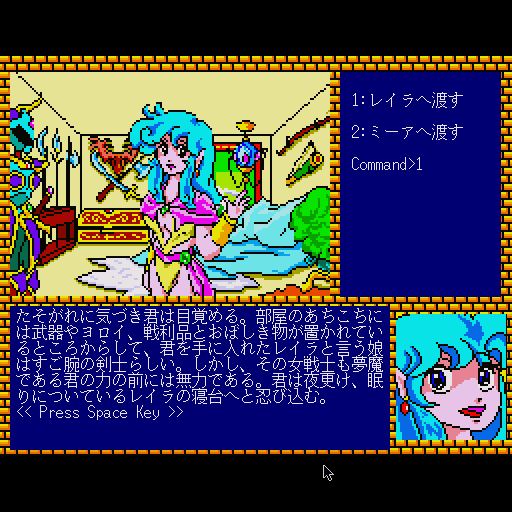 1:レイラへ渡す
2:ミーアへ渡す
Command>1
たそがれに気づき君は目覚める。部屋のあちこちに
は武器やヨロイ、戦利品とおぼしき物が置かれてい
るところからして、君を手に入れたレイラと言う娘
はすご腕の剣士らしい。しかし、その女戦士も夢魔
である君の力の前には無力である。君は夜更け、眠
りについているレイラの寝台へと忍び込む。
<< Press Space Key >>